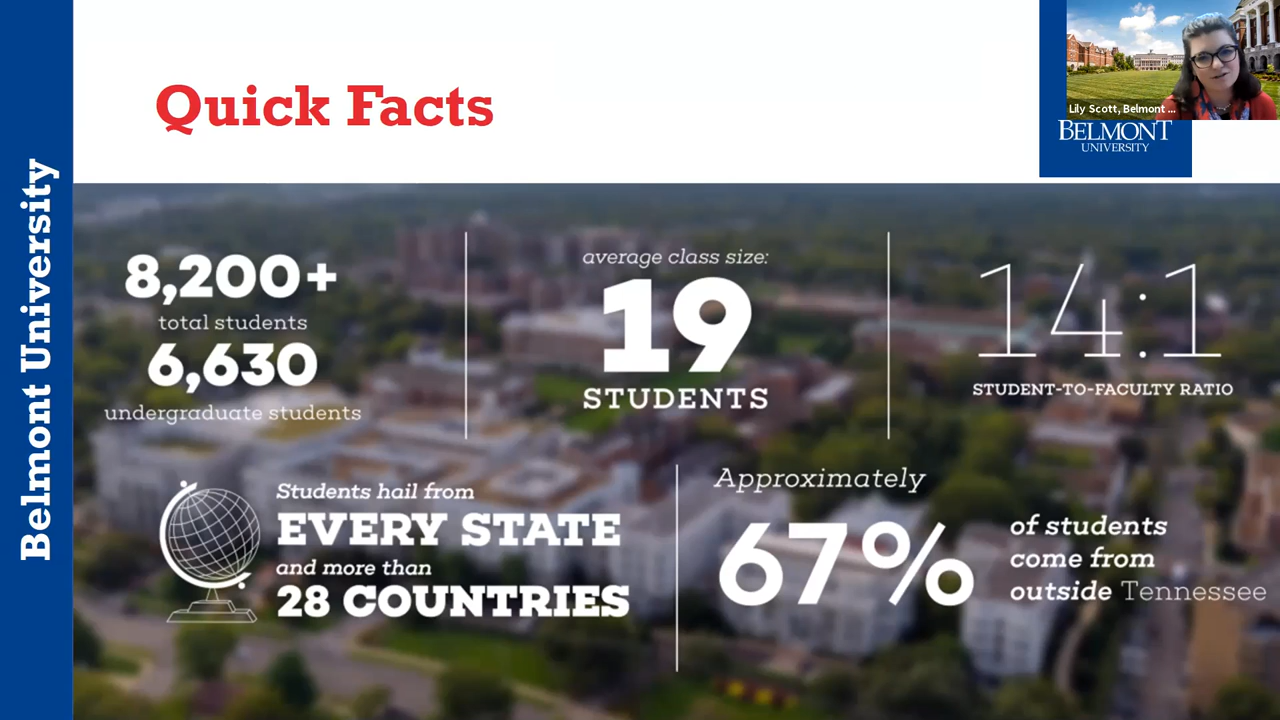 Belmont University
Quick Facts
Lily Scott, Belmont ...
BELMONT
UNIVERSITY
8,200+
total students
6,630
undergraduate students
average class size:
19
STUDENTS
14:1
STUDENT-TO-FACULTY RATIO
Students hail from
EVERY STATE
and more than
28 COUNTRIES
Approximately
67%
of students
come from
outside Tennessee